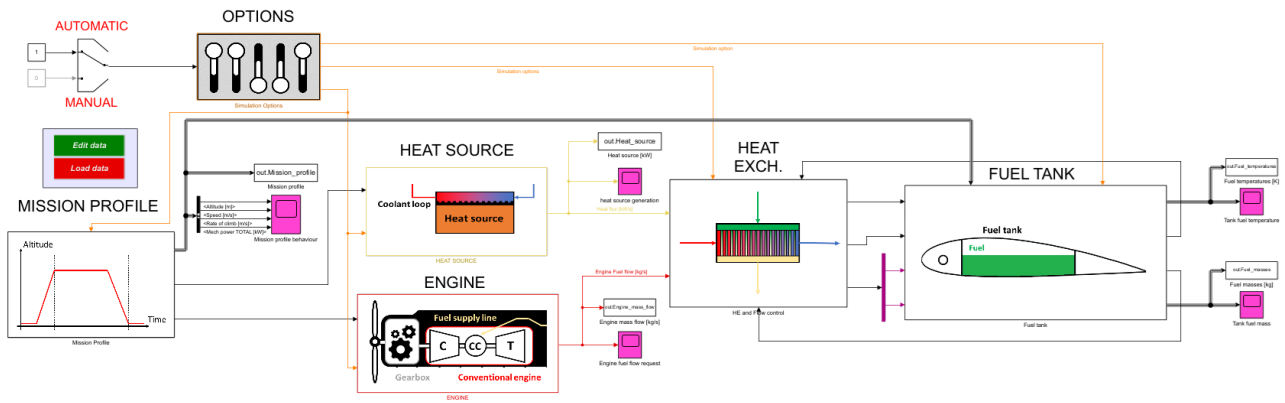 OPTIONS
AUTOMATIC
1
0
MANUAL
Simulation Options
Simulation option
Simulation options
Edit data
Load data
MISSION PROFILE
Altitude
Time
Mission Profile
out.Mission_profile
Mission profile
<Altitude [m]>
<Speed [m/s]>
<Rate of climb [m/s]>
<Mech power TOTAL [kW]>
Mission profile behaviour
HEAT SOURCE
Coolant loop
Heat source
HEAT SOURCE
out.Heat_source
Heat source [kW]
heat source generation
ENGINE
Fuel supply line
C
CC
T
Gearbox
Conventional engine
ENGINE
Engine Fuel flow [kg/s]
out.Engine_mass_flow
Engine mass flow [kg/s]
Engine fuel flow request
HEAT
EXCH.
HE and Flow control
FUEL TANK
Fuel tank
Fuel
Fuel tank
out.Fuel_temperatures
Fuel temperatures [K]
Tank fuel temperature
out.Fuel_masses
Fuel masses [kg]
Tank fuel mass